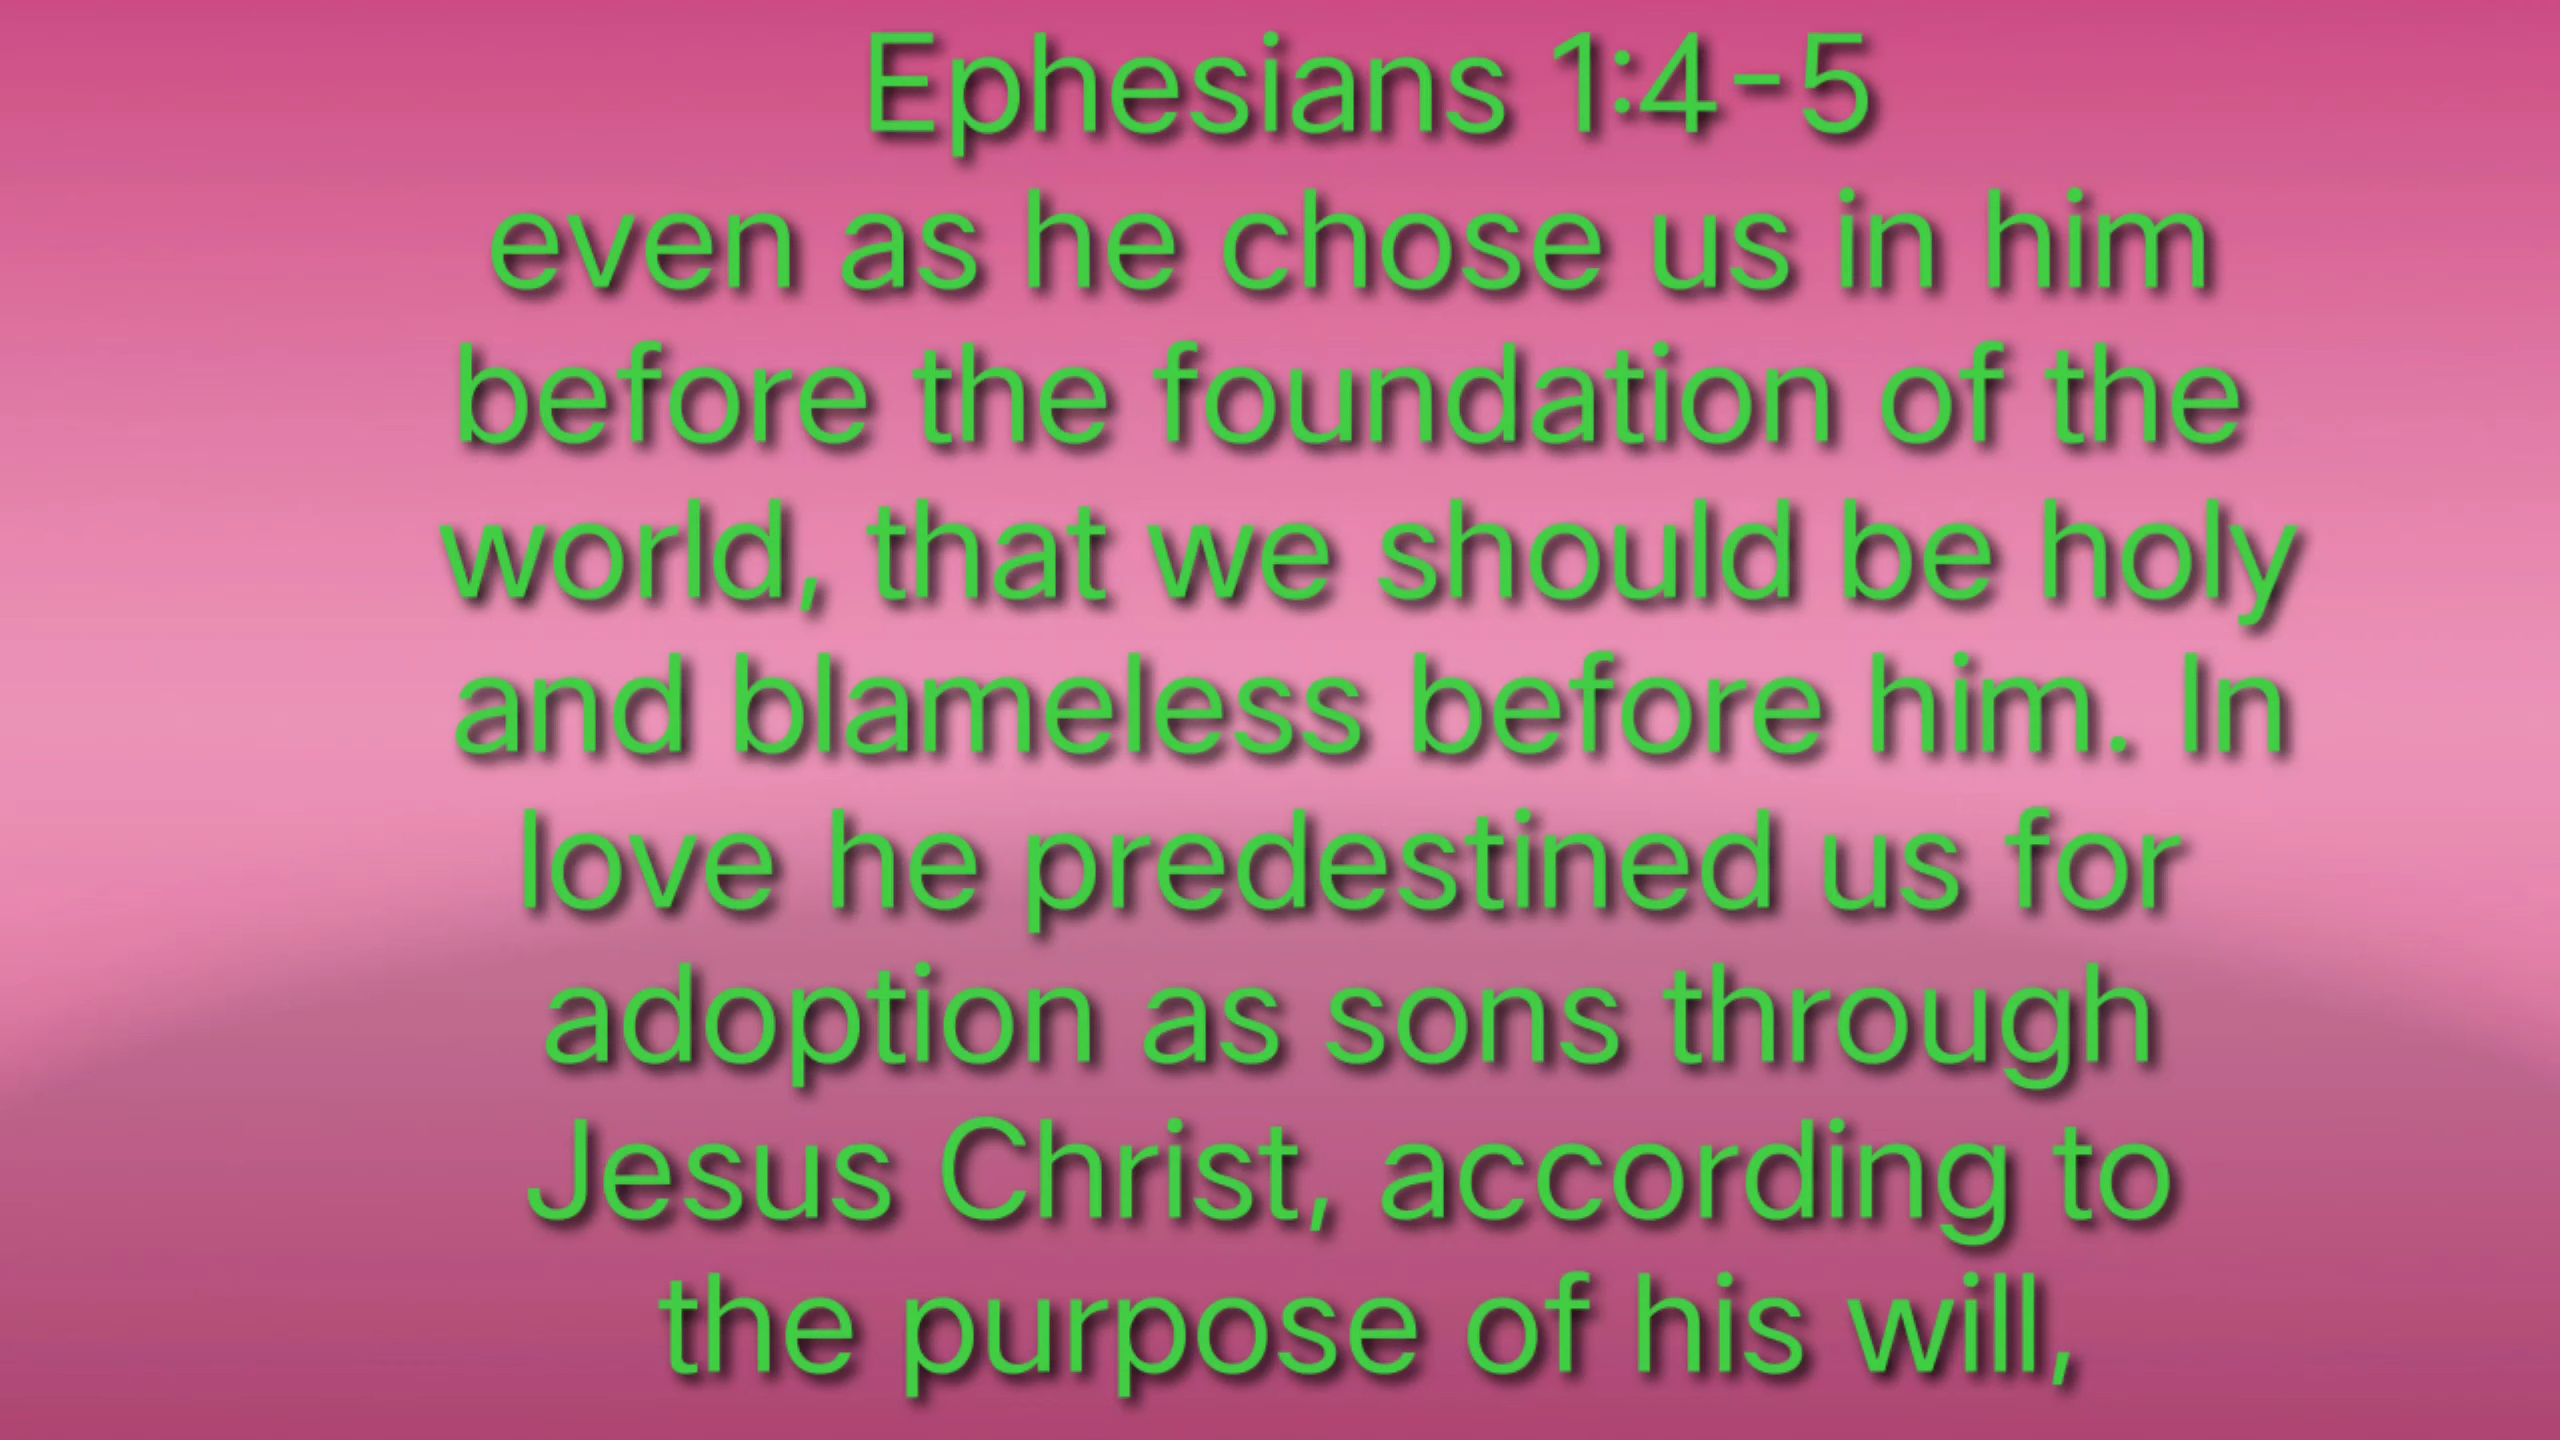 Ephesians 1:4-5
even as he chose us in him
before the foundation of the
world, that we should be holy
and blameless before him. In
love he predestined us for
adoption as sons through
Jesus Christ, according to
the purpose of his will,